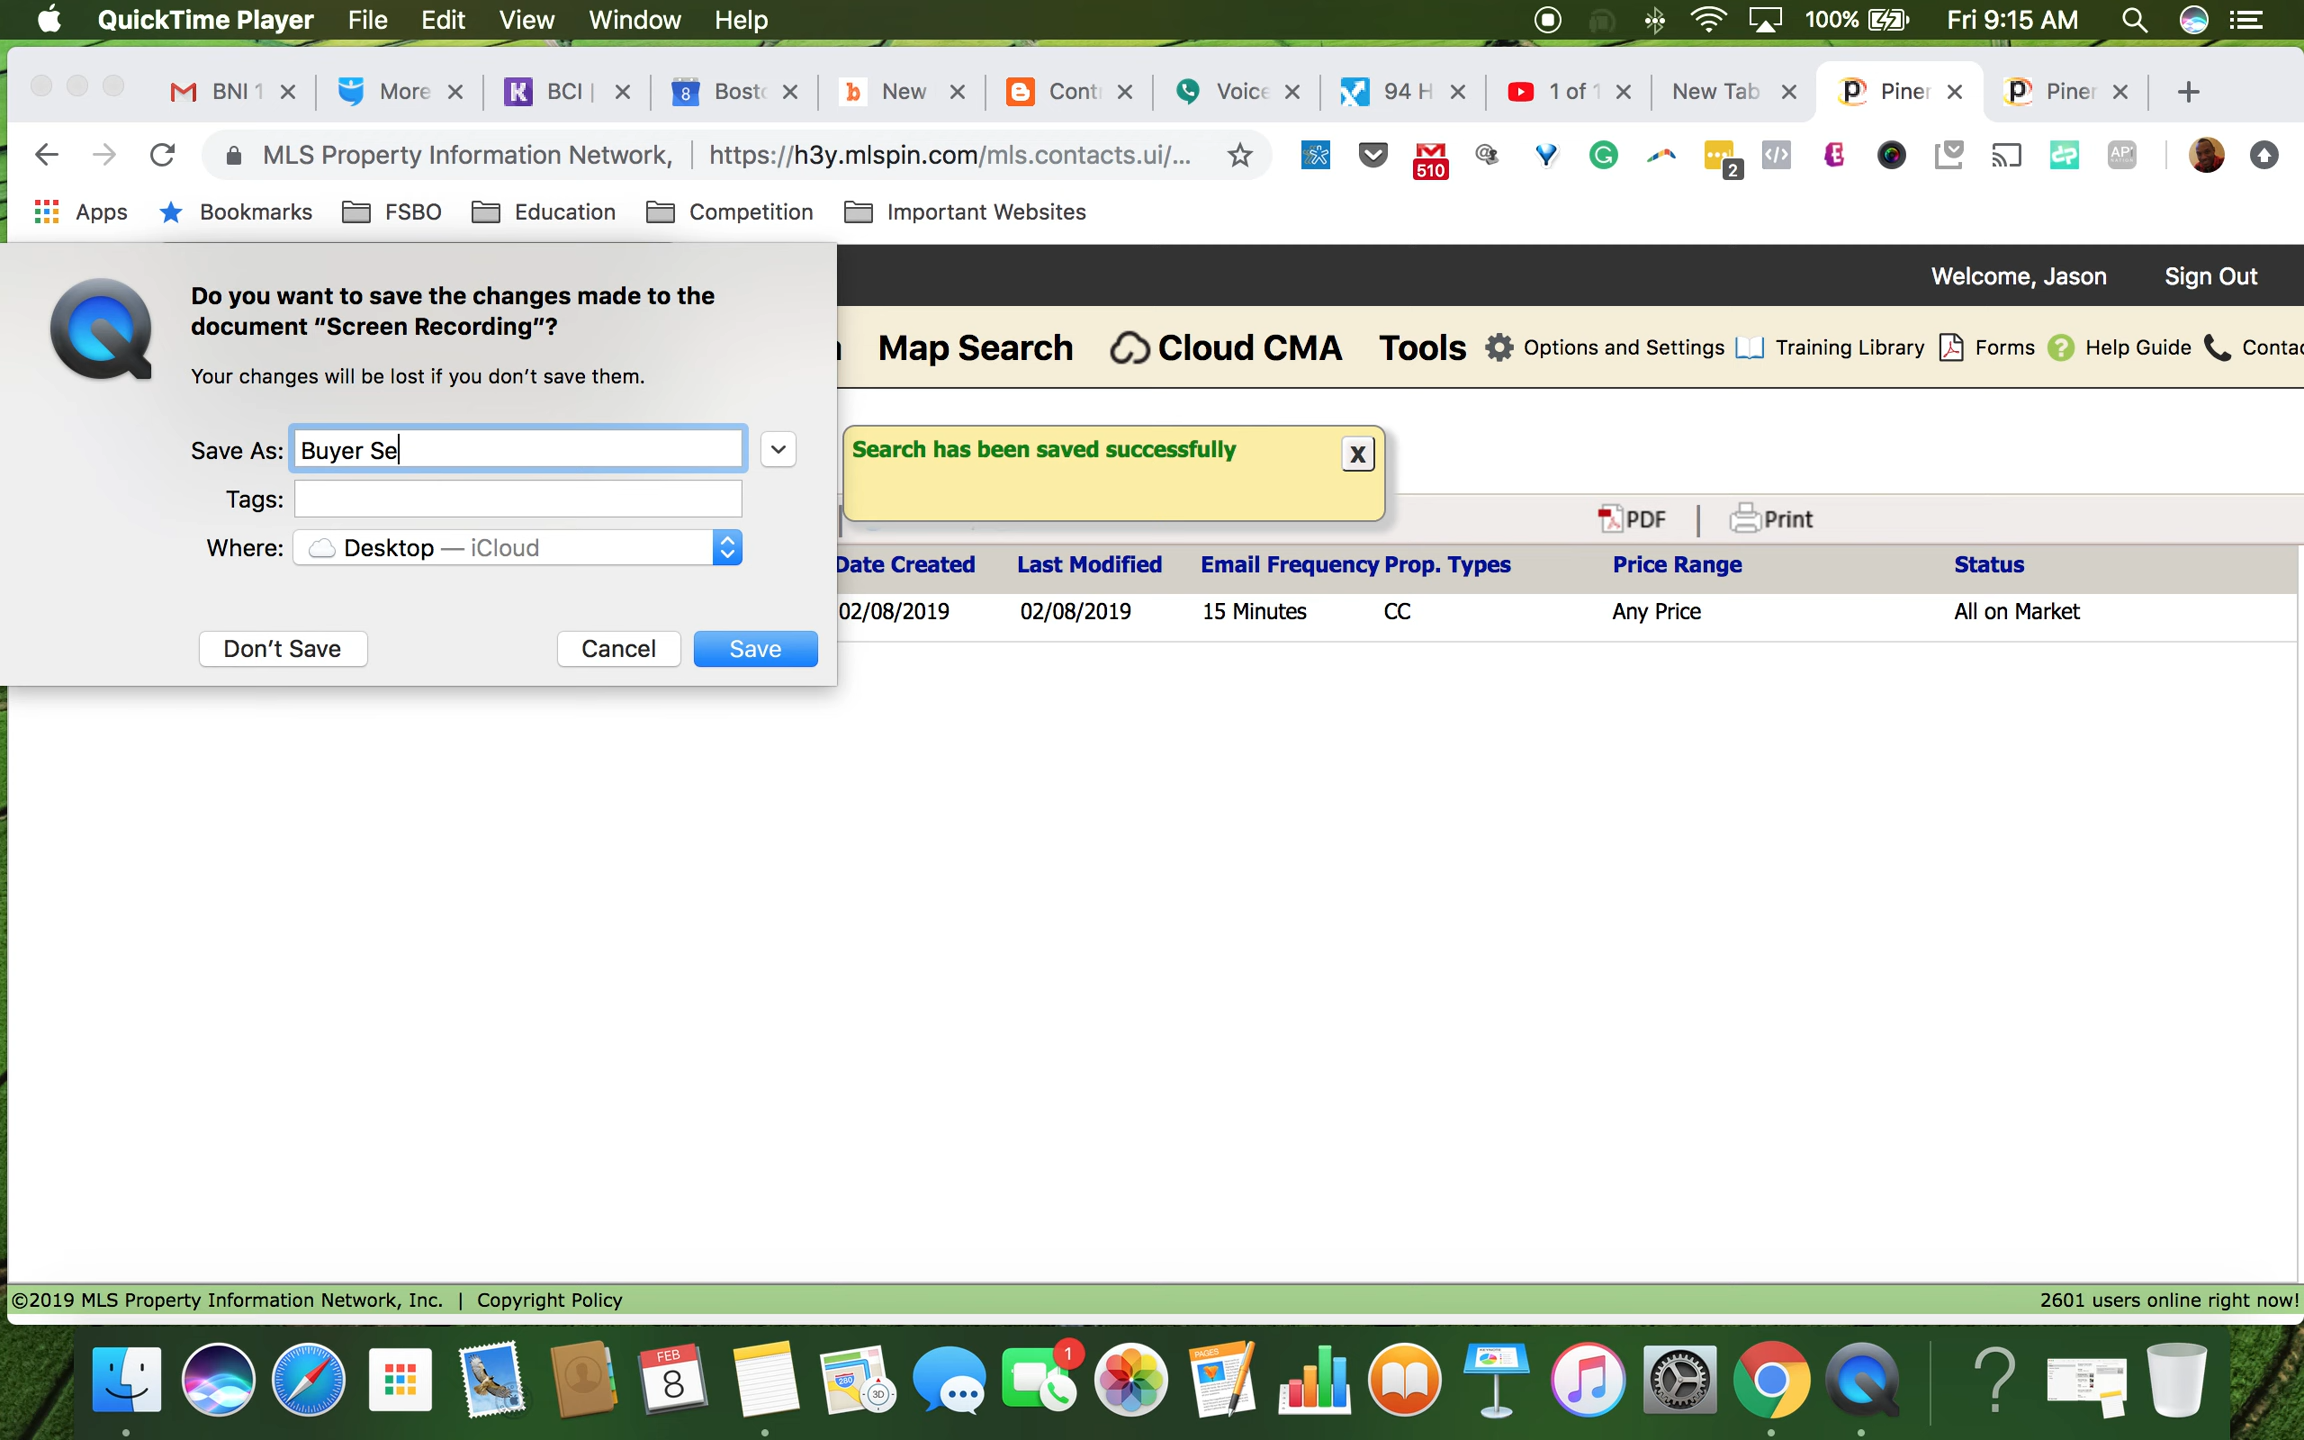 QuickTime Player File Edit View Window Help 100% Fri 9:15 AM
BNI 1 More BCI | 8 Bosto New Conti Voice 94 H 1 of 1 New Tab Piner Piner
MLS Property Information Network, https://h3y.mlspin.com/mls.contacts.ui/... 510 2 API
Apps Bookmarks FSBO Education Competition Important Websites
Welcome, Jason Sign Out
Do you want to save the changes made to the
document “Screen Recording”?
Your changes will be lost if you don’t save them.
Save As: Buyer Se
Tags:
Where: Desktop — iCloud
Don’t Save Cancel Save
Map Search Cloud CMA Tools Options and Settings Training Library Forms Help Guide Contac
Search has been saved successfully X
PDF | Print
Date Created Last Modified Email Frequency Prop. Types Price Range Status
02/08/2019 02/08/2019 15 Minutes CC Any Price All on Market
©2019 MLS Property Information Network, Inc. | Copyright Policy 2601 users online right now!
FEB
8
280
3D
1
PAGES